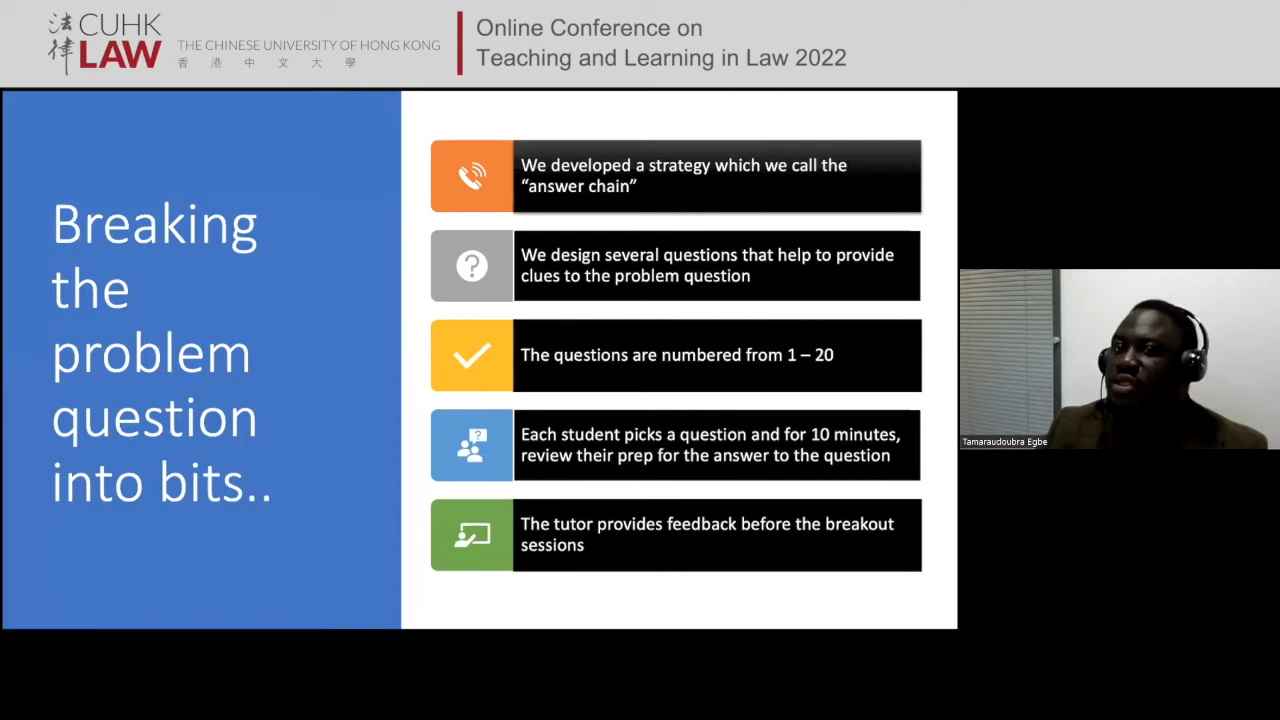 法律
CUHK
LAW
THE CHINESE UNIVERSITY OF HONG KONG
香港中文大學
Online Conference on
Teaching and Learning in Law 2022
Breaking
the
problem
question
into bits..
We developed a strategy which we call the
“answer chain”
?
We design several questions that help to provide
clues to the problem question
The questions are numbered from 1 – 20
?
Each student picks a question and for 10 minutes,
review their prep for the answer to the question
The tutor provides feedback before the breakout
sessions
Tamaraudoubra Egbe